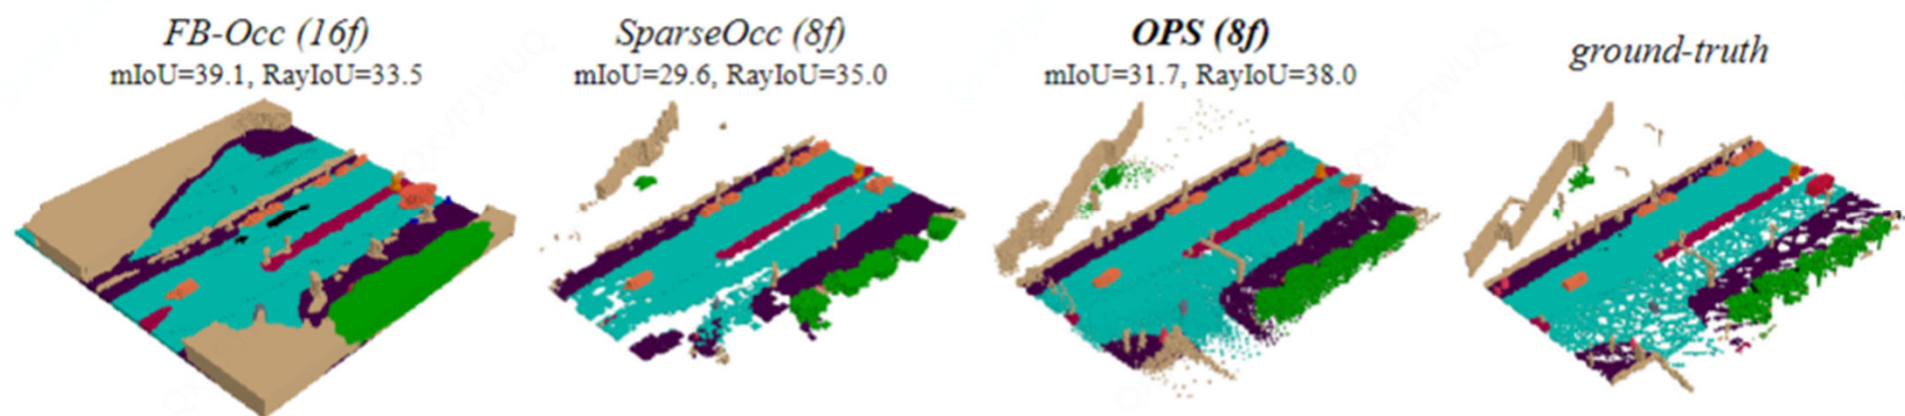 FB-Occ (16f)
mIoU=39.1, RayIoU=33.5
SparseOcc (8f)
mIoU=29.6, RayIoU=35.0
OPS (8f)
mIoU=31.7, RayIoU=38.0
ground-truth